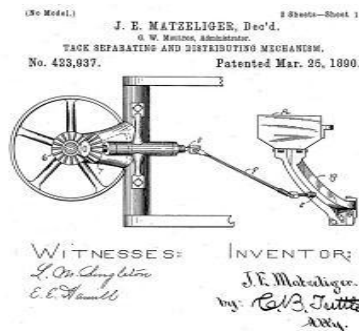 (No Model.) 2 Sheets—Sheet 1
J. E. MATZELIGER, Dec'd.
G. W. Moulton, Administrator.
TACK SEPARATING AND DISTRIBUTING MECHANISM.
No. 423,937. Patented Mar. 25, 1890.
WITNESSES: INVENTOR:
J. E. Matzeliger.
By: C. B. Tuttle
Atty.